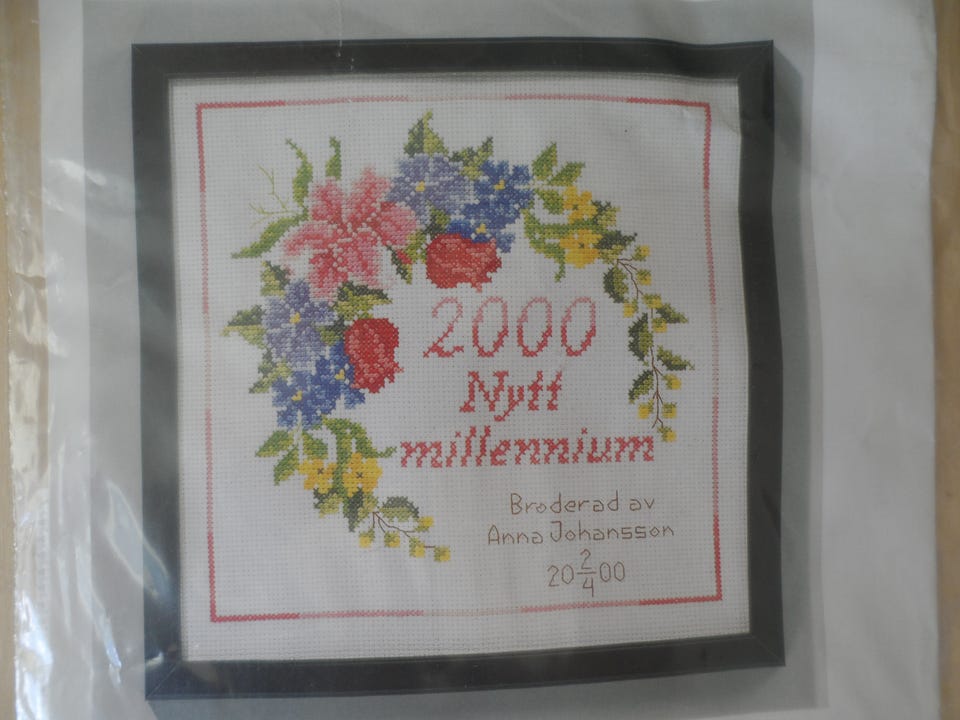 2000
Nytt
millennium
Broderad av
Anna Johansson
20 2/4 00